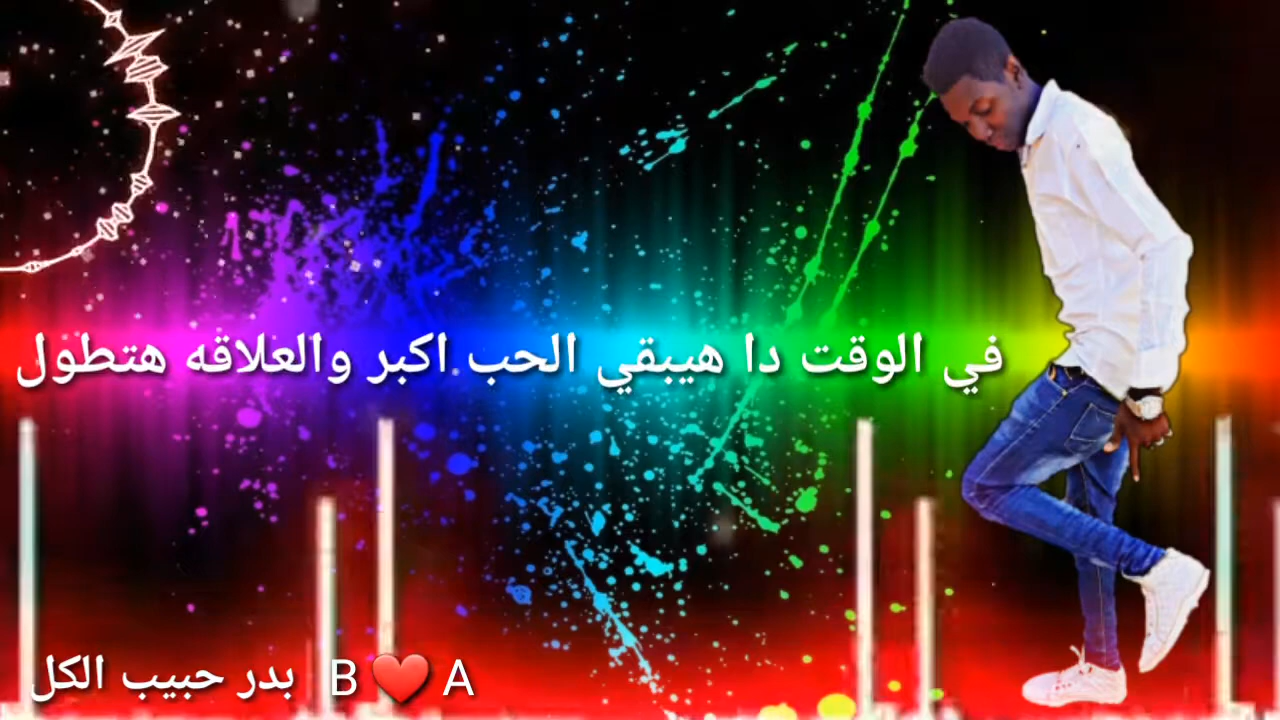 في الوقت دا هيبقي الحب اكبر والعلاقه هتطول
بدر حبيب الكل B❤️A